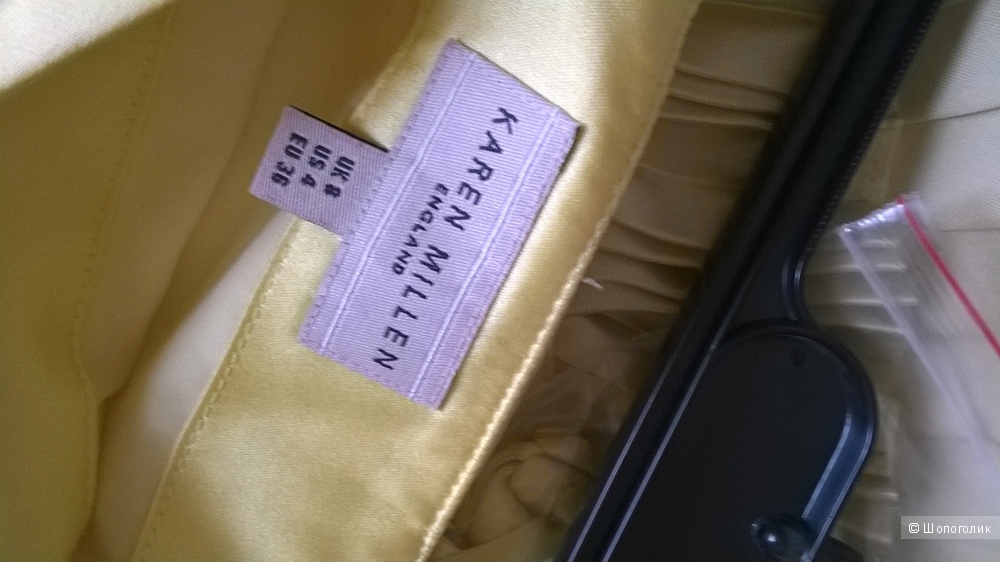 KAREN MILLEN
ENGLAND
UK 8
US 4
EU 36
© Шопоголик